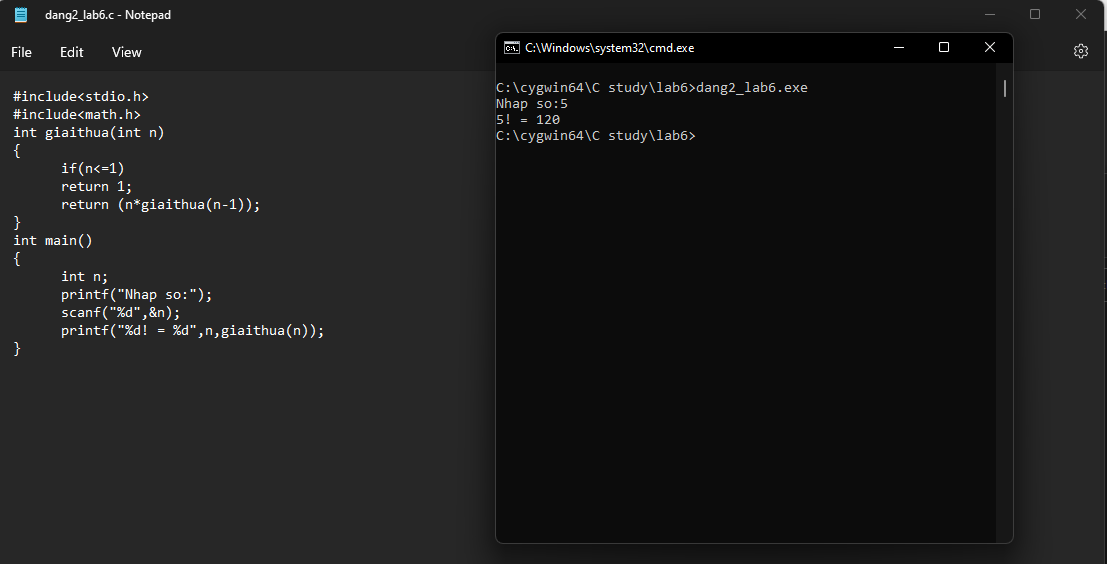 dang2_lab6.c - Notepad
File Edit View
#include<stdio.h>
#include<math.h>
int giaithua(int n)
{
      if(n<=1)
      return 1;
      return (n*giaithua(n-1));
}
int main()
{
      int n;
      printf("Nhap so:");
      scanf("%d",&n);
      printf("%d! = %d",n,giaithua(n));
}
C:\Windows\system32\cmd.exe
C:\cygwin64\C study\lab6>dang2_lab6.exe
Nhap so:5
5! = 120
C:\cygwin64\C study\lab6>